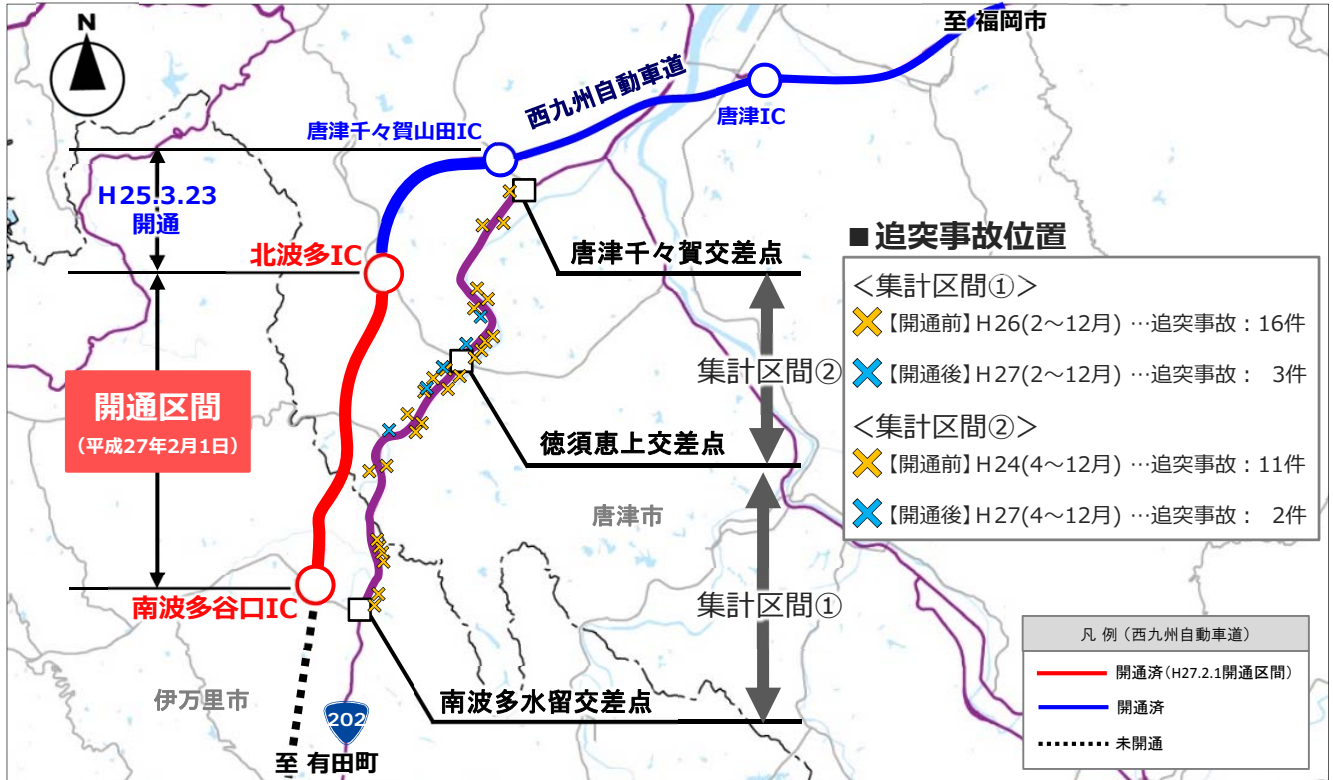 N
至 福岡市
西九州自動車道
唐津IC
唐津千々賀山田IC
H25.3.23
開通
北波多IC
唐津千々賀交差点
■追突事故位置
＜集計区間①＞
【開通前】H26(2～12月) …追突事故：16件
【開通後】H27(2～12月) …追突事故： 3件
＜集計区間②＞
【開通前】H24(4～12月) …追突事故：11件
【開通後】H27(4～12月) …追突事故： 2件
集計区間②
開通区間
（平成27年2月1日）
徳須恵上交差点
唐津市
南波多谷口IC
集計区間①
伊万里市
南波多水留交差点
202
至 有田町
凡 例（西九州自動車道）
開通済(H27.2.1開通区間)
開通済
未開通